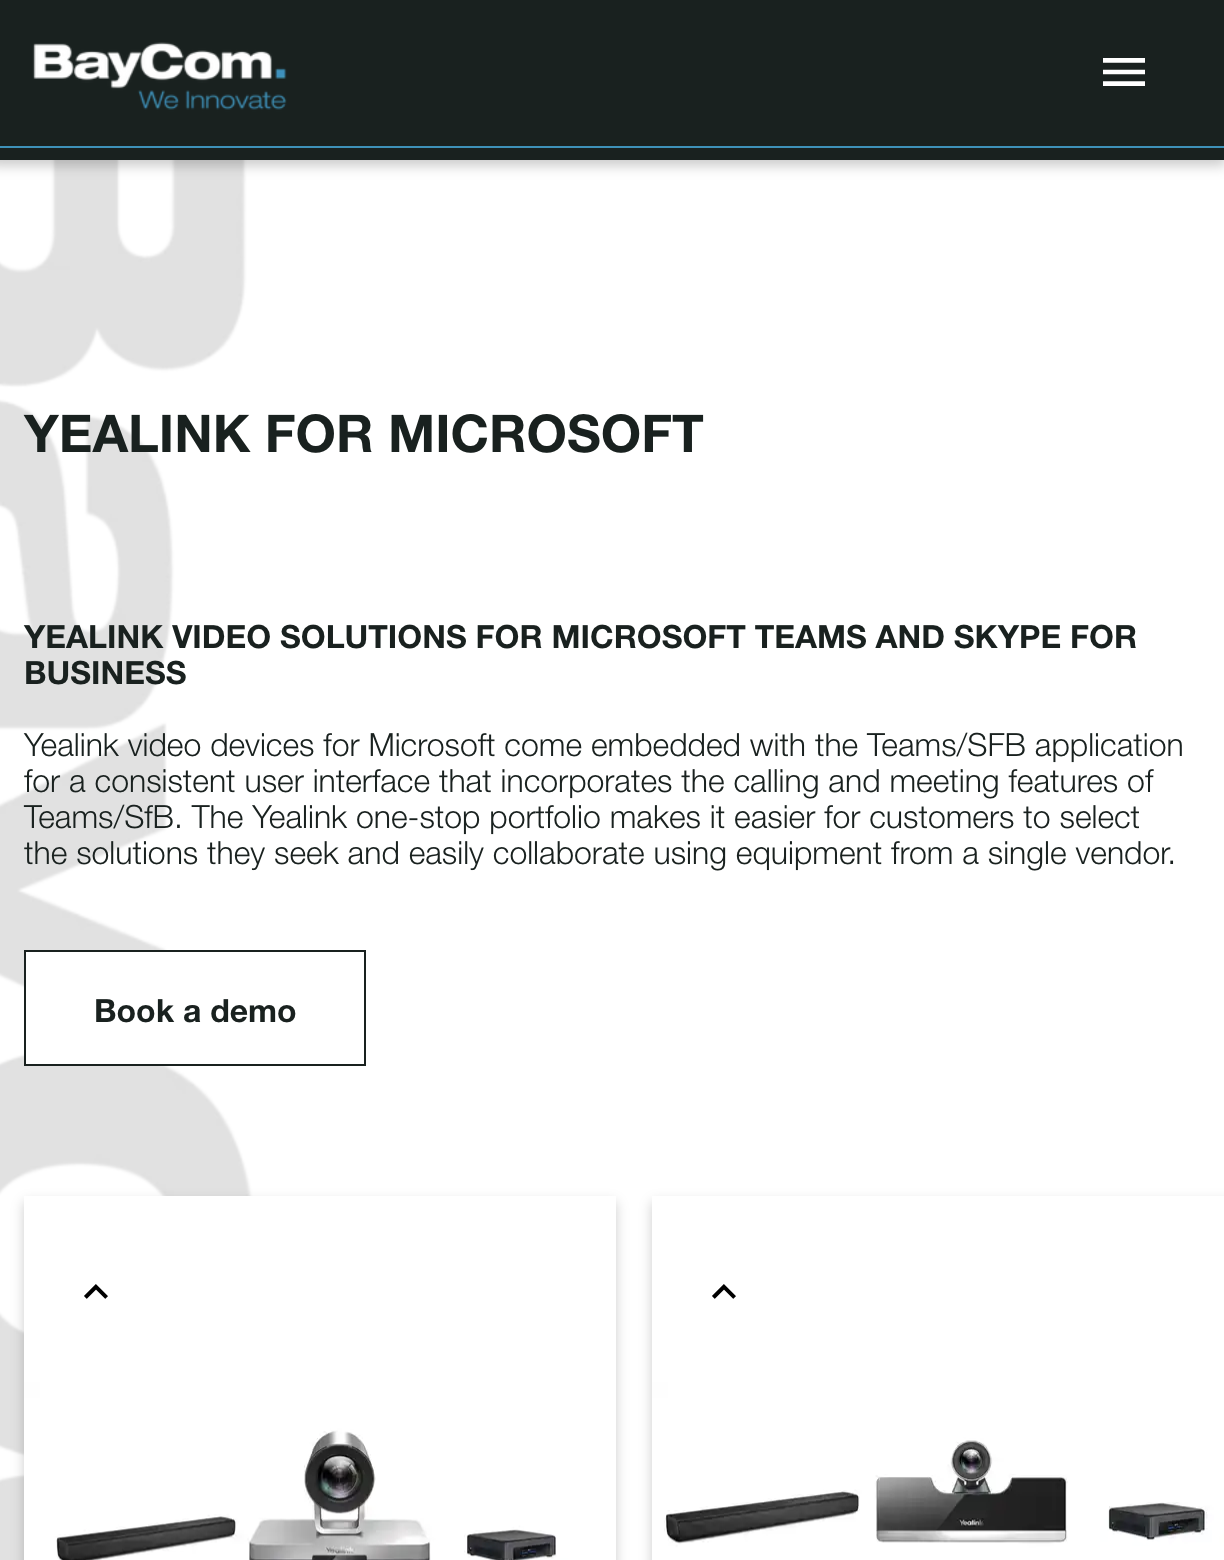 BayCom.
We Innovate
YEALINK FOR MICROSOFT
YEALINK VIDEO SOLUTIONS FOR MICROSOFT TEAMS AND SKYPE FOR
BUSINESS
Yealink video devices for Microsoft come embedded with the Teams/SFB application
for a consistent user interface that incorporates the calling and meeting features of
Teams/SfB. The Yealink one-stop portfolio makes it easier for customers to select
the solutions they seek and easily collaborate using equipment from a single vendor.
Book a demo
Yealink
Yealink